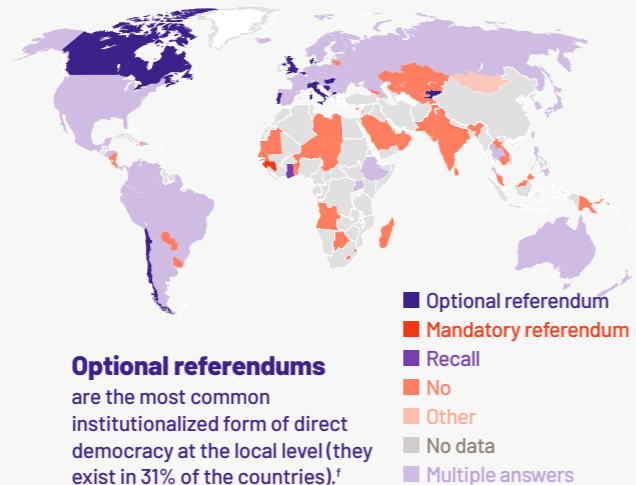 Optional referendum
Mandatory referendum
Recall
No
Other
No data
Multiple answers
Optional referendums
are the most common
institutionalized form of direct
democracy at the local level (they
exist in 31% of the countries).f